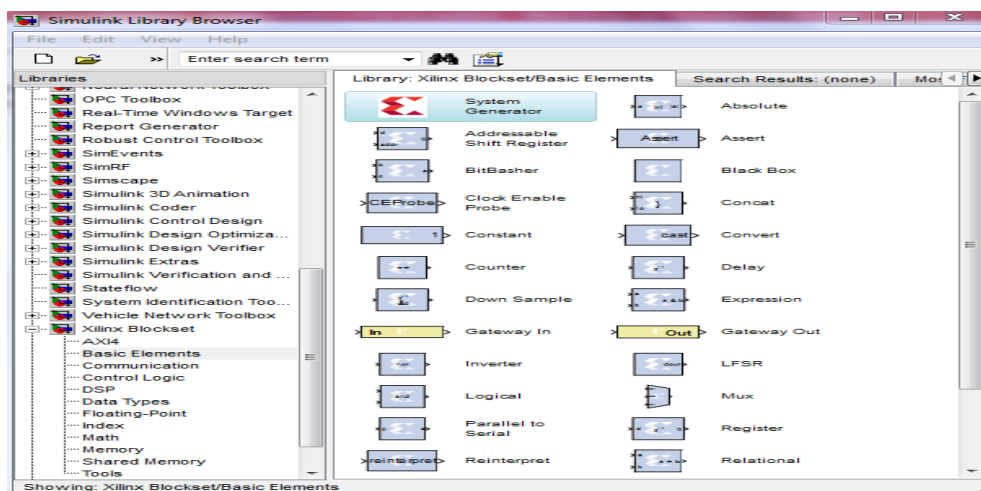 Simulink Library Browser
File Edit View Help
» Enter search term
Libraries
Library: Xilinx Blockset/Basic Elements
Search Results: (none)
Neural Network Toolbox
OPC Toolbox
Real-Time Windows Target
Report Generator
Robust Control Toolbox
SimEvents
SimRF
Simscape
Simulink 3D Animation
Simulink Coder
Simulink Control Design
Simulink Design Optimiza...
Simulink Design Verifier
Simulink Extras
Simulink Verification and ...
Stateflow
System Identification Too...
Vehicle Network Toolbox
Xilinx Blockset
AXI4
Basic Elements
Communication
Control Logic
DSP
Data Types
Floating-Point
Index
Math
Memory
Shared Memory
Tools
System
Generator
Absolute
Addressable
Shift Register
Assert
Assert
BitBasher
Black Box
CEProbe
Clock Enable
Probe
Concat
1
Constant
cast
Convert
Counter
Delay
Down Sample
Expression
In
Gateway In
Out
Gateway Out
Inverter
LFSR
Logical
Mux
Parallel to
Serial
Register
reinterpret
Reinterpret
Relational
Showing: Xilinx Blockset/Basic Elements